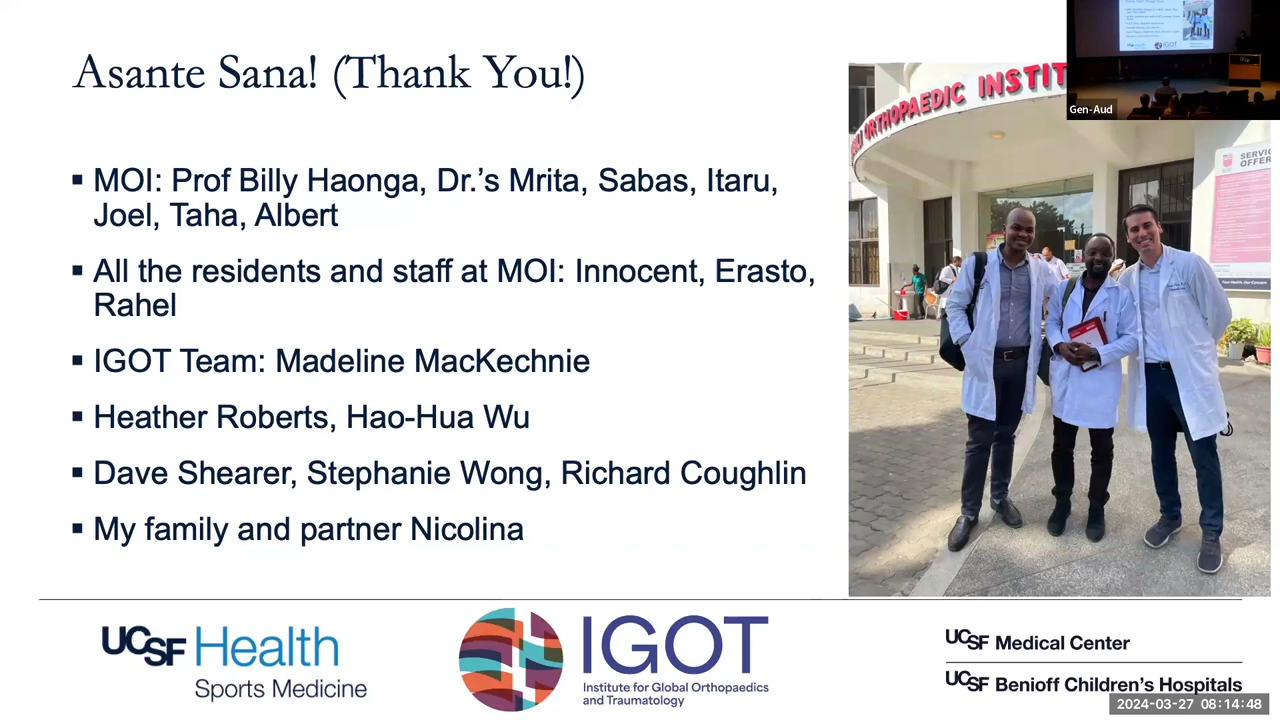 Asante Sana! (Thank You!)
▪ MOI: Prof Billy Haonga, Dr.’s Mrita, Sabas, Itaru,
Joel, Taha, Albert
▪ All the residents and staff at MOI: Innocent, Erasto,
Rahel
▪ IGOT Team: Madeline MacKechnie
▪ Heather Roberts, Hao-Hua Wu
▪ Dave Shearer, Stephanie Wong, Richard Coughlin
▪ My family and partner Nicolina
ORTHOPAEDIC INSTIT
SERVIC
OFFER
Gen-Aud
UCSF Health
Sports Medicine
IGOT
Institute for Global Orthopaedics
and Traumatology
UCSF Medical Center
UCSF Benioff Children’s Hospitals
2024-03-27 08:14:48